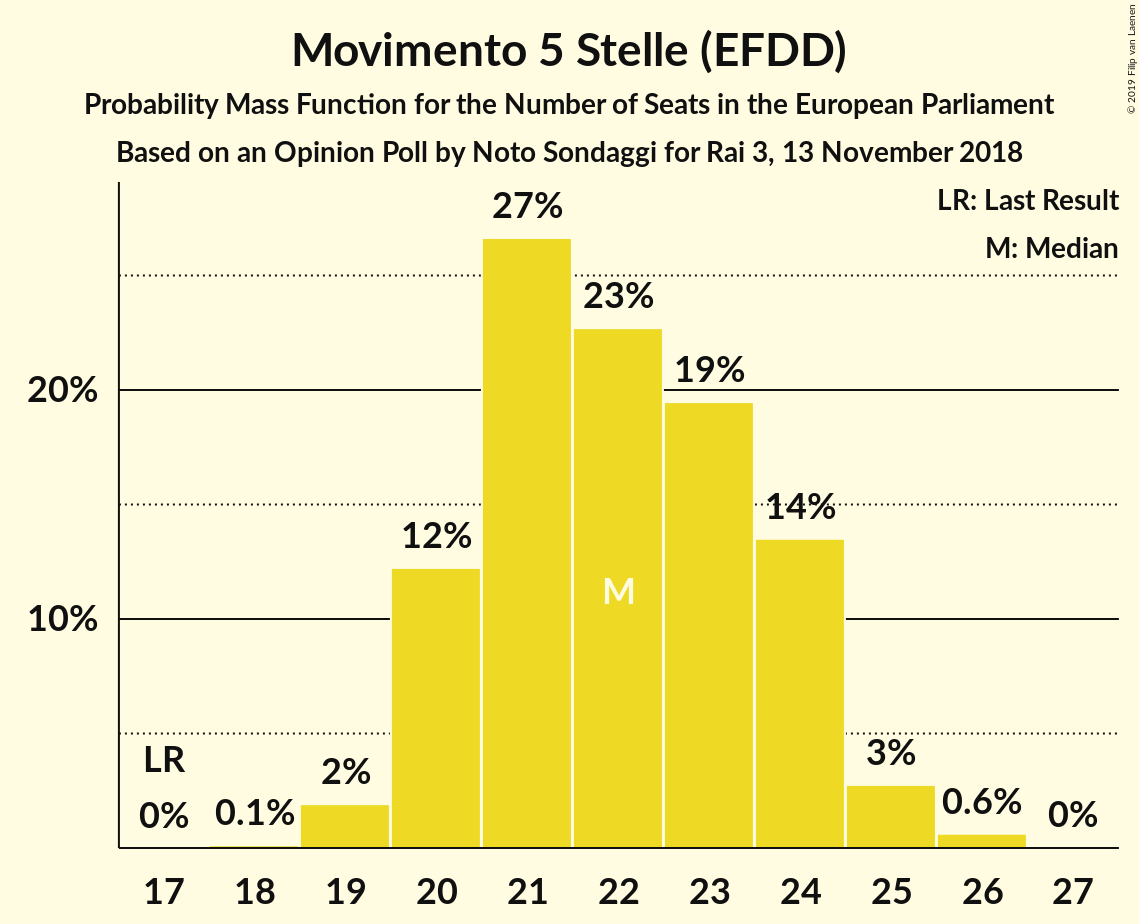 Movimento 5 Stelle (EFDD)
Probability Mass Function for the Number of Seats in the European Parliament
Based on an Opinion Poll by Noto Sondaggi for Rai 3, 13 November 2018
© 2019 Filip van Laenen
LR: Last Result
M: Median
27%
23%
19%
20%
14%
12%
M
10%
LR
3%
2%
0%
0.1%
0.6%
0%
17 18 19 20 21 22 23 24 25 26 27